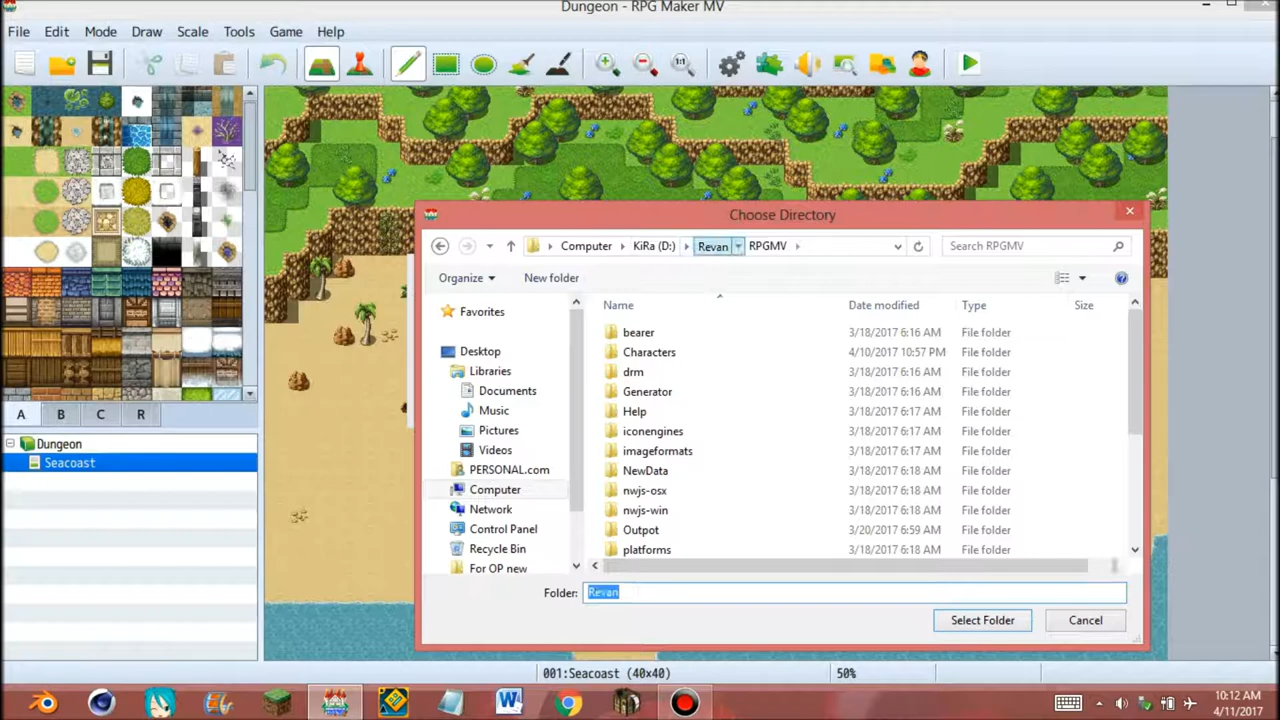 Dungeon - RPG Maker MV
File Edit Mode Draw Scale Tools Game Help
1:1
A B C R
Dungeon
Seacoast
Choose Directory
Computer KiRa (D:) Revan RPGMV
Search RPGMV
Organize New folder
Favorites
Desktop
Libraries
Documents
Music
Pictures
Videos
PERSONAL.com
Computer
Network
Control Panel
Recycle Bin
For OP new
Name Date modified Type Size
bearer 3/18/2017 6:16 AM File folder
Characters 4/10/2017 10:57 PM File folder
drm 3/18/2017 6:16 AM File folder
Generator 3/18/2017 6:16 AM File folder
Help 3/18/2017 6:17 AM File folder
iconengines 3/18/2017 6:17 AM File folder
imageformats 3/18/2017 6:17 AM File folder
NewData 3/18/2017 6:18 AM File folder
nwjs-osx 3/18/2017 6:18 AM File folder
nwjs-win 3/18/2017 6:18 AM File folder
Outpot 3/20/2017 6:59 AM File folder
platforms 3/18/2017 6:18 AM File folder
Folder: Revan
Select Folder Cancel
001:Seacoast (40x40) 50%
10:12 AM
4/11/2017